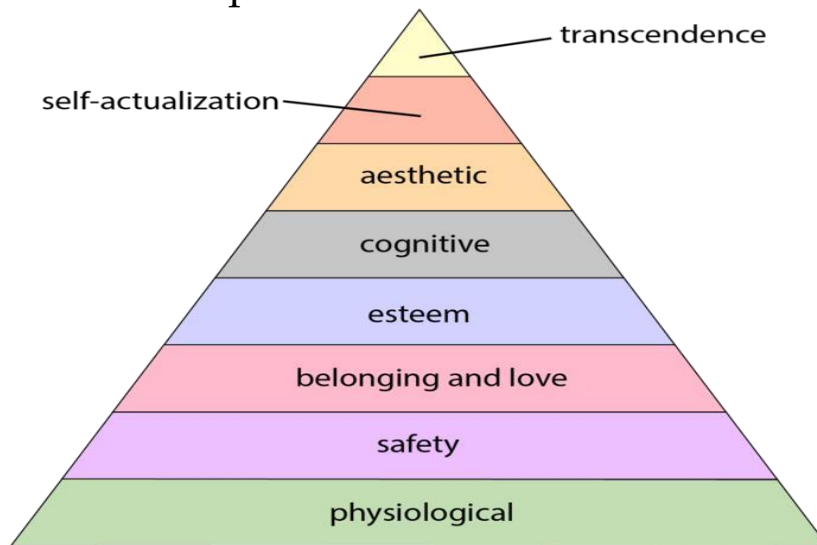 transcendence
self-actualization
aesthetic
cognitive
esteem
belonging and love
safety
physiological